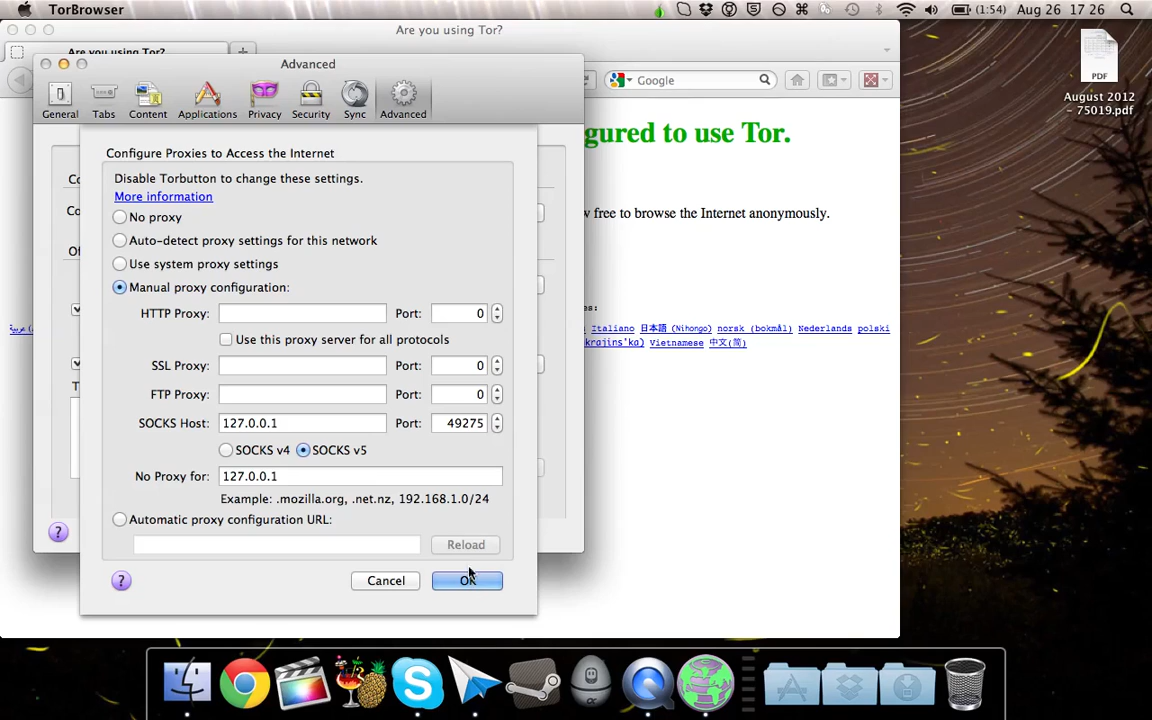 TorBrowser
(1:54) Aug 26 17 26
Are you using Tor?
Are you using Tor?
Advanced
Google
PDF
August 2012
- 75019.pdf
General Tabs Content Applications Privacy Security Sync Advanced
gured to use Tor.
Configure Proxies to Access the Internet
Disable Torbutton to change these settings.
More information
No proxy
w free to browse the Internet anonymously.
Auto-detect proxy settings for this network
Use system proxy settings
Manual proxy configuration:
HTTP Proxy: Port: 0
Use this proxy server for all protocols
Italiano 日本語 (Nihongo) norsk (bokmål) Nederlands polski
krajins'ka) Vietnamese 中文(简)
SSL Proxy: Port: 0
FTP Proxy: Port: 0
SOCKS Host: 127.0.0.1 Port: 49275
SOCKS v4 SOCKS v5
No Proxy for: 127.0.0.1
Example: .mozilla.org, .net.nz, 192.168.1.0/24
Automatic proxy configuration URL:
Reload
? ? Cancel OK